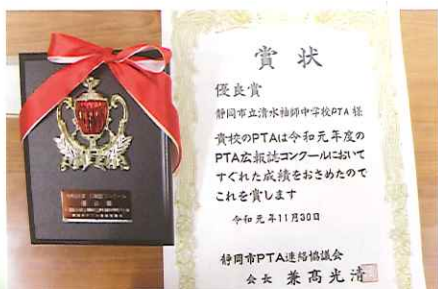 賞状
優良賞
静岡市立清水袖師中学校PTA 様
貴校のPTAは令和元年度の
PTA広報誌コンクールにおいて
すぐれた成績をおさめたので
これを賞します
令和元年11月30日
静岡市PTA連絡協議会
会長 兼髙光清